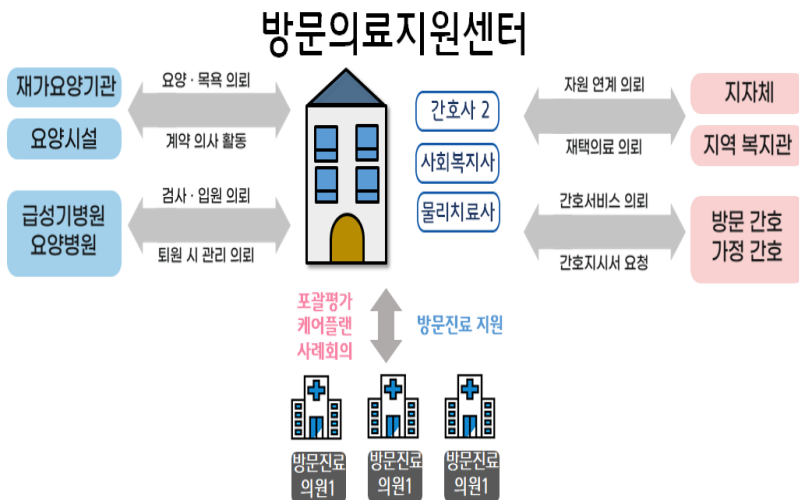 방문의료지원센터
재가요양기관
요양시설
요양 · 목욕 의뢰
계약 의사 활동
급성기병원
요양병원
검사 · 입원 의뢰
퇴원 시 관리 의뢰
간호사 2
사회복지사
물리치료사
자원 연계 의뢰
재택의료 의뢰
지자체
지역 복지관
간호서비스 의뢰
간호지시서 요청
방문 간호
가정 간호
포괄평가
케어플랜
사례회의
방문진료 지원
방문진료
의원1
방문진료
의원1
방문진료
의원1